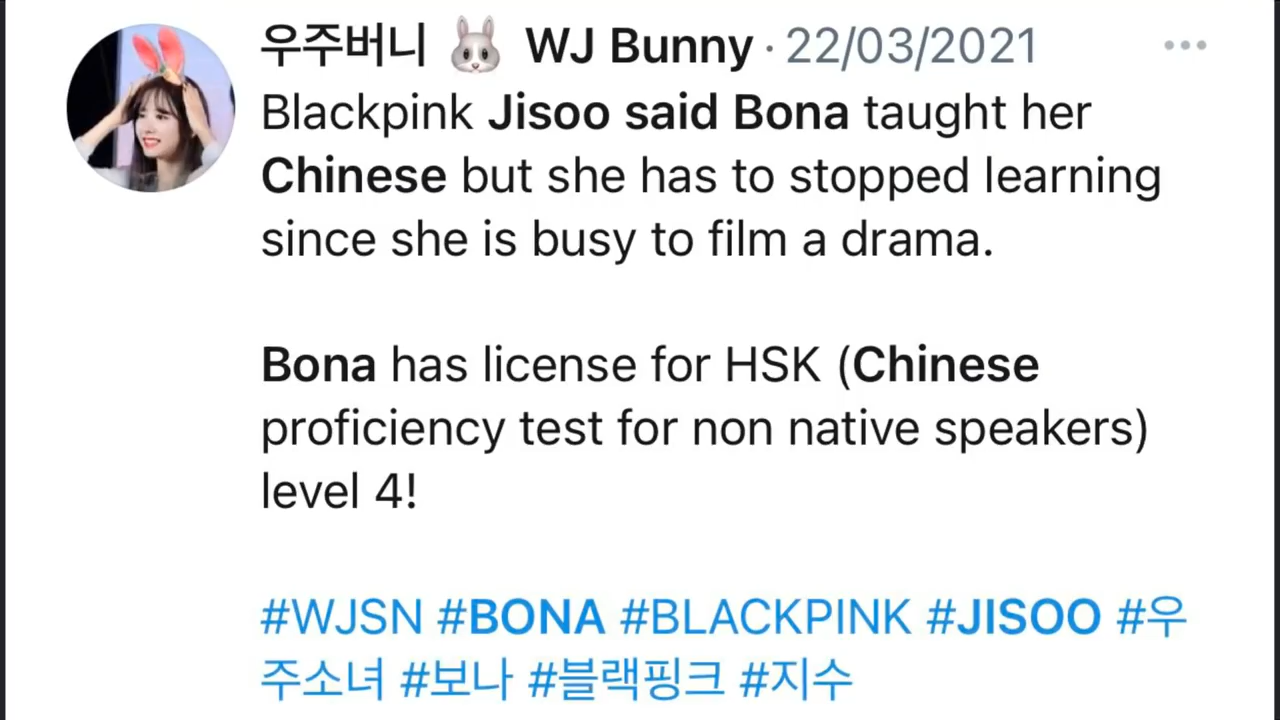 우주버니 🐰 WJ Bunny · 22/03/2021
Blackpink Jisoo said Bona taught her
Chinese but she has to stopped learning
since she is busy to film a drama.
Bona has license for HSK (Chinese
proficiency test for non native speakers)
level 4!
#WJSN #BONA #BLACKPINK #JISOO #우
주소녀 #보나 #블랙핑크 #지수